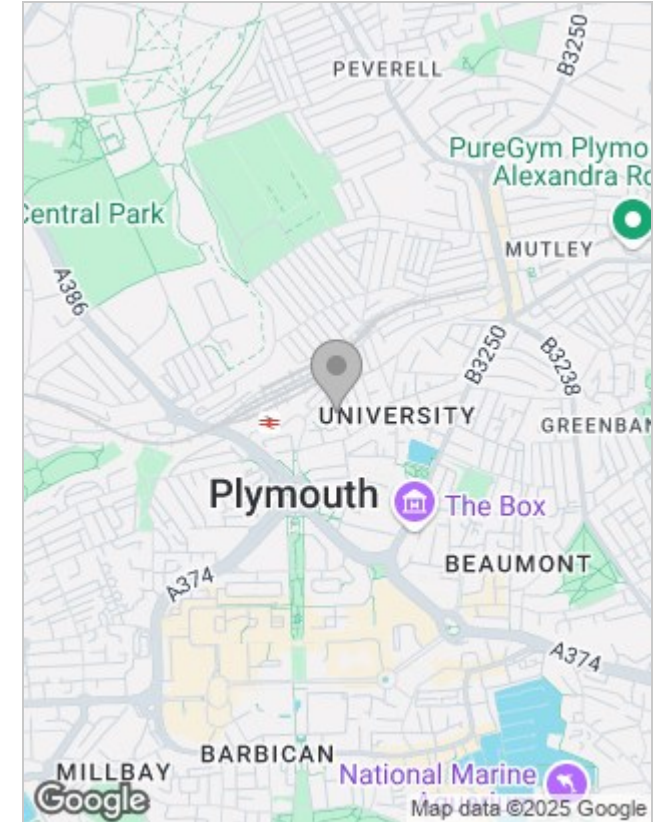 PEVERELL
B3250
PureGym Plymo
Alexandra Ro
Central Park
MUTLEY
A386
B3250
B3238
UNIVERSITY
GREENBAN
Plymouth
The Box
BEAUMONT
A374
A374
BARBICAN
MILLBAY
National Marine
Google
Map data ©2025 Google